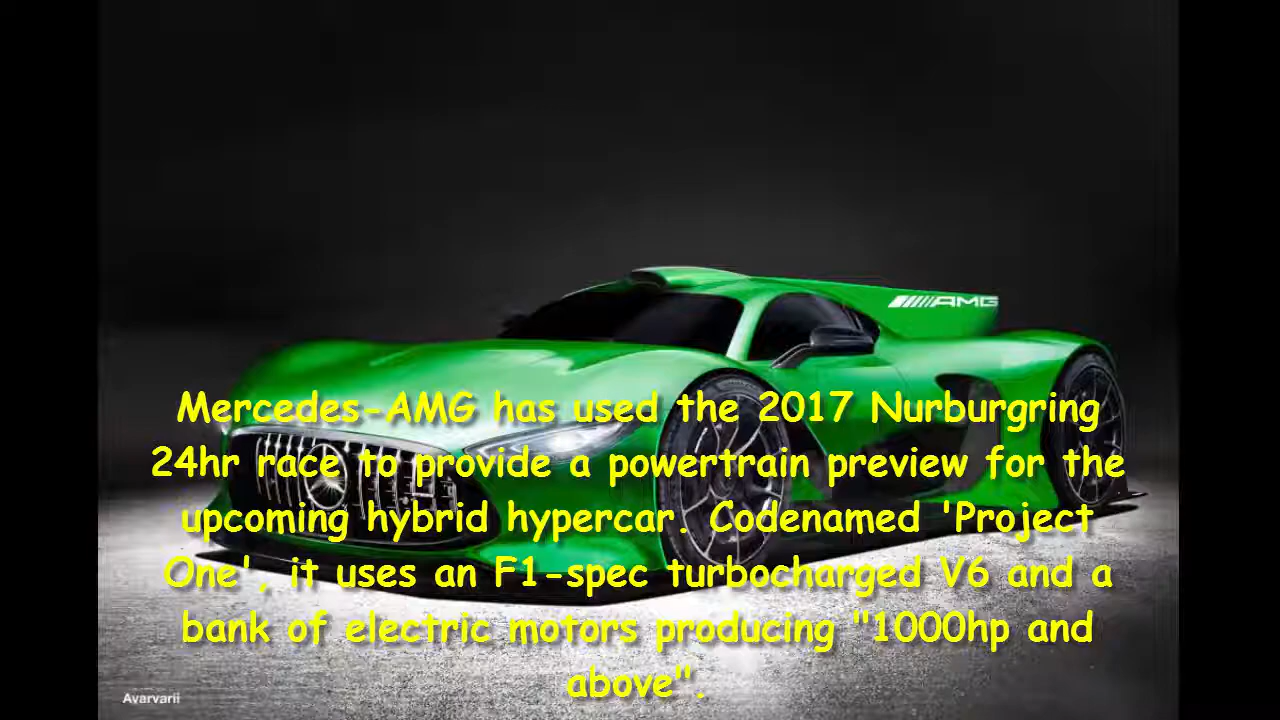 AMG
Mercedes-AMG has used the 2017 Nurburgring
24hr race to provide a powertrain preview for the
upcoming hybrid hypercar. Codenamed 'Project
One', it uses an F1-spec turbocharged V6 and a
bank of electric motors producing "1000hp and
above".
Avarvarii